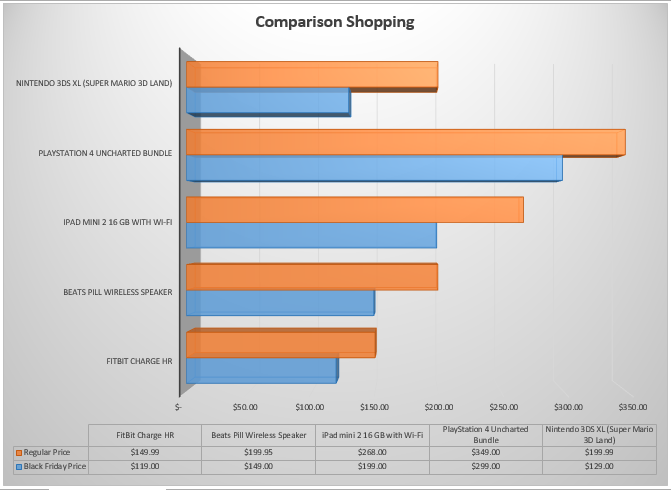 Comparison Shopping
NINTENDO 3DS XL (SUPER MARIO 3D LAND)
PLAYSTATION 4 UNCHARTED BUNDLE
IPAD MINI 2 16 GB WITH WI-FI
BEATS PILL WIRELESS SPEAKER
FITBIT CHARGE HR
$- $50.00 $100.00 $150.00 $200.00 $250.00 $300.00 $350.00
FitBit Charge HR Beats Pill Wireless Speaker iPad mini 2 16 GB with Wi-Fi PlayStation 4 Uncharted Bundle Nintendo 3DS XL (Super Mario 3D Land)
Regular Price $149.99 $199.95 $268.00 $349.00 $199.99
Black Friday Price $119.00 $149.00 $199.00 $299.00 $129.00